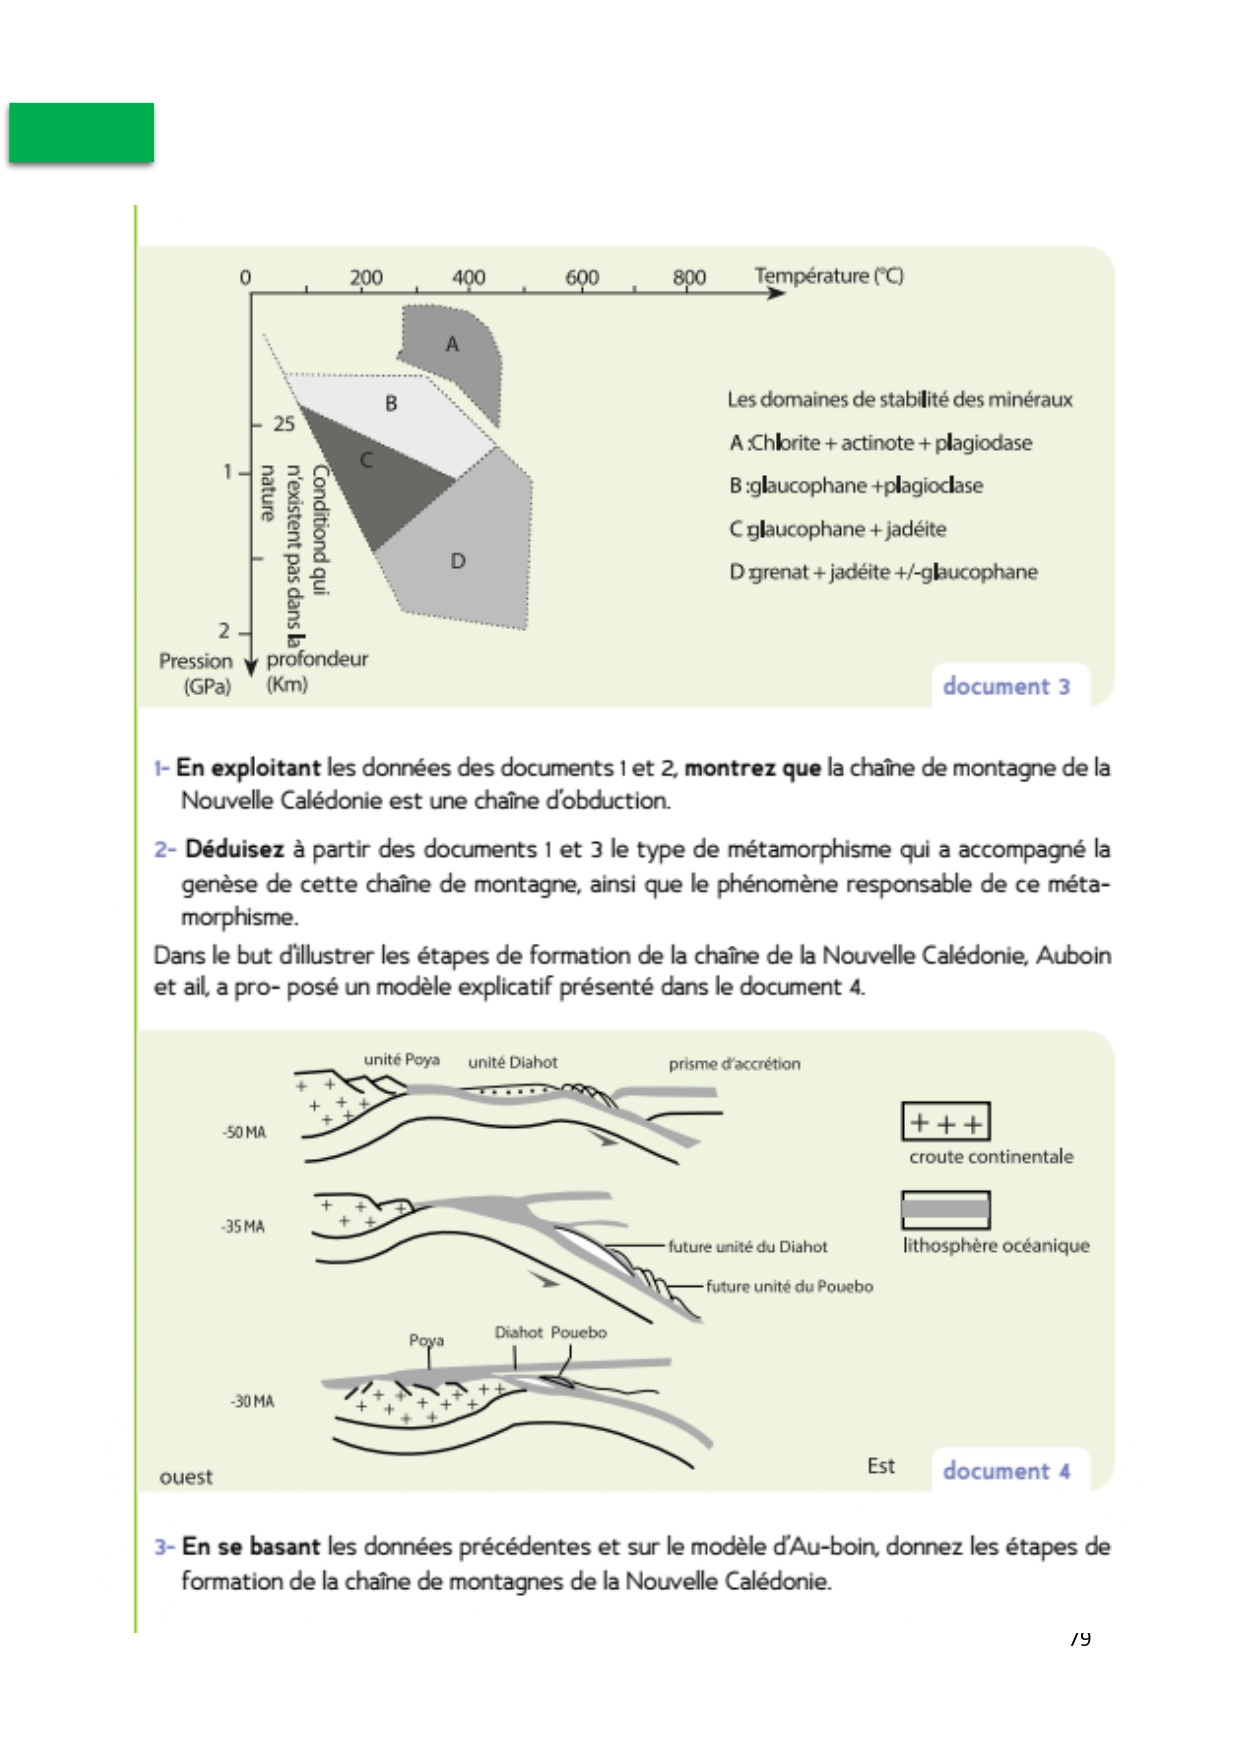 0 200 400 600 800 Température (°C)
A
B
25
C
1
Conditiond qui
n'existent pas dans la
nature
D
2
Pression
(GPa)
profondeur
(Km)
Les domaines de stabilité des minéraux
A :Chlorite + actinote + plagiodase
B :glaucophane +plagioclase
C :glaucophane + jadéite
D :grenat + jadéite +/-glaucophane
document 3
1- En exploitant les données des documents 1 et 2, montrez que la chaîne de montagne de la
Nouvelle Calédonie est une chaîne d'obduction.
2- Déduisez à partir des documents 1 et 3 le type de métamorphisme qui a accompagné la
genèse de cette chaîne de montagne, ainsi que le phénomène responsable de ce méta-
morphisme.
Dans le but d'illustrer les étapes de formation de la chaîne de la Nouvelle Calédonie, Auboin
et ail, a pro- posé un modèle explicatif présenté dans le document 4.
unité Poya unité Diahot prisme d'accrétion
-50 MA
croute continentale
-35 MA
lithosphère océanique
future unité du Diahot
future unité du Pouebo
Poya Diahot Pouebo
-30 MA
ouest Est
document 4
3- En se basant les données précédentes et sur le modèle d'Au-boin, donnez les étapes de
formation de la chaîne de montagnes de la Nouvelle Calédonie.
79